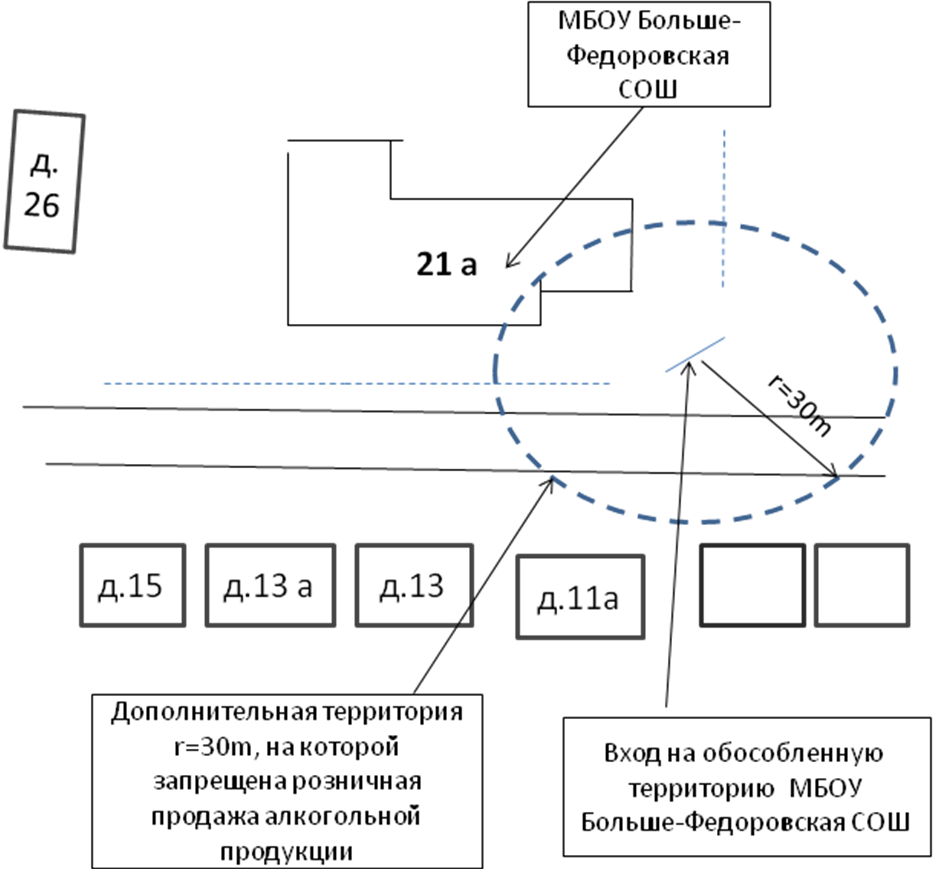 МБОУ Больше-
Федоровская
СОШ
д.
26
21 а
r=30m
д.15
д.13 а
д.13
д.11а
Дополнительная территория
r=30m, на которой
запрещена розничная
продажа алкогольной
продукции
Вход на обособленную
территорию МБОУ
Больше-Федоровская СОШ